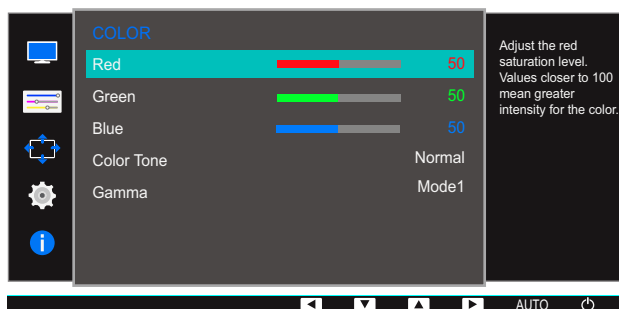 COLOR
Red 50
Green 50
Blue 50
Color Tone Normal
Gamma Mode1
Adjust the red
saturation level.
Values closer to 100
mean greater
intensity for the color.
AUTO